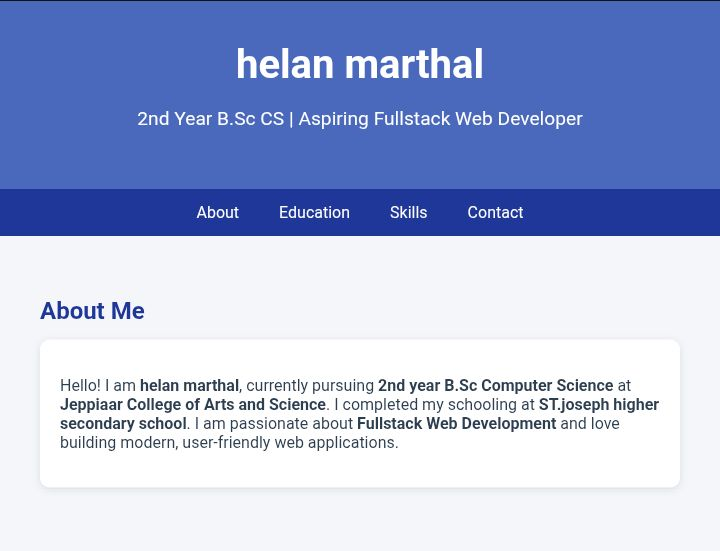 helan marthal
2nd Year B.Sc CS | Aspiring Fullstack Web Developer
About Education Skills Contact
About Me
Hello! I am helan marthal, currently pursuing 2nd year B.Sc Computer Science at
Jeppiaar College of Arts and Science. I completed my schooling at ST.joseph higher
secondary school. I am passionate about Fullstack Web Development and love
building modern, user-friendly web applications.